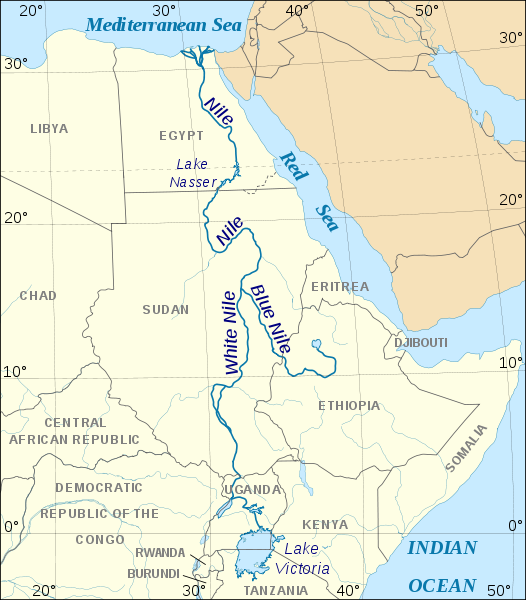 20°
30°
40°
50°
Mediterranean Sea
30°
30°
Nile
LIBYA
EGYPT
Lake
Nasser
Red
Sea
20°
20°
Nile
CHAD
SUDAN
White Nile
Blue Nile
ERITREA
DJIBOUTI
10°
10°
ETHIOPIA
CENTRAL
AFRICAN REPUBLIC
SOMALIA
DEMOCRATIC
REPUBLIC OF THE
CONGO
UGANDA
KENYA
0°
0°
Lake
Victoria
RWANDA
BURUNDI
TANZANIA
INDIAN
OCEAN
20°
30°
40°
50°